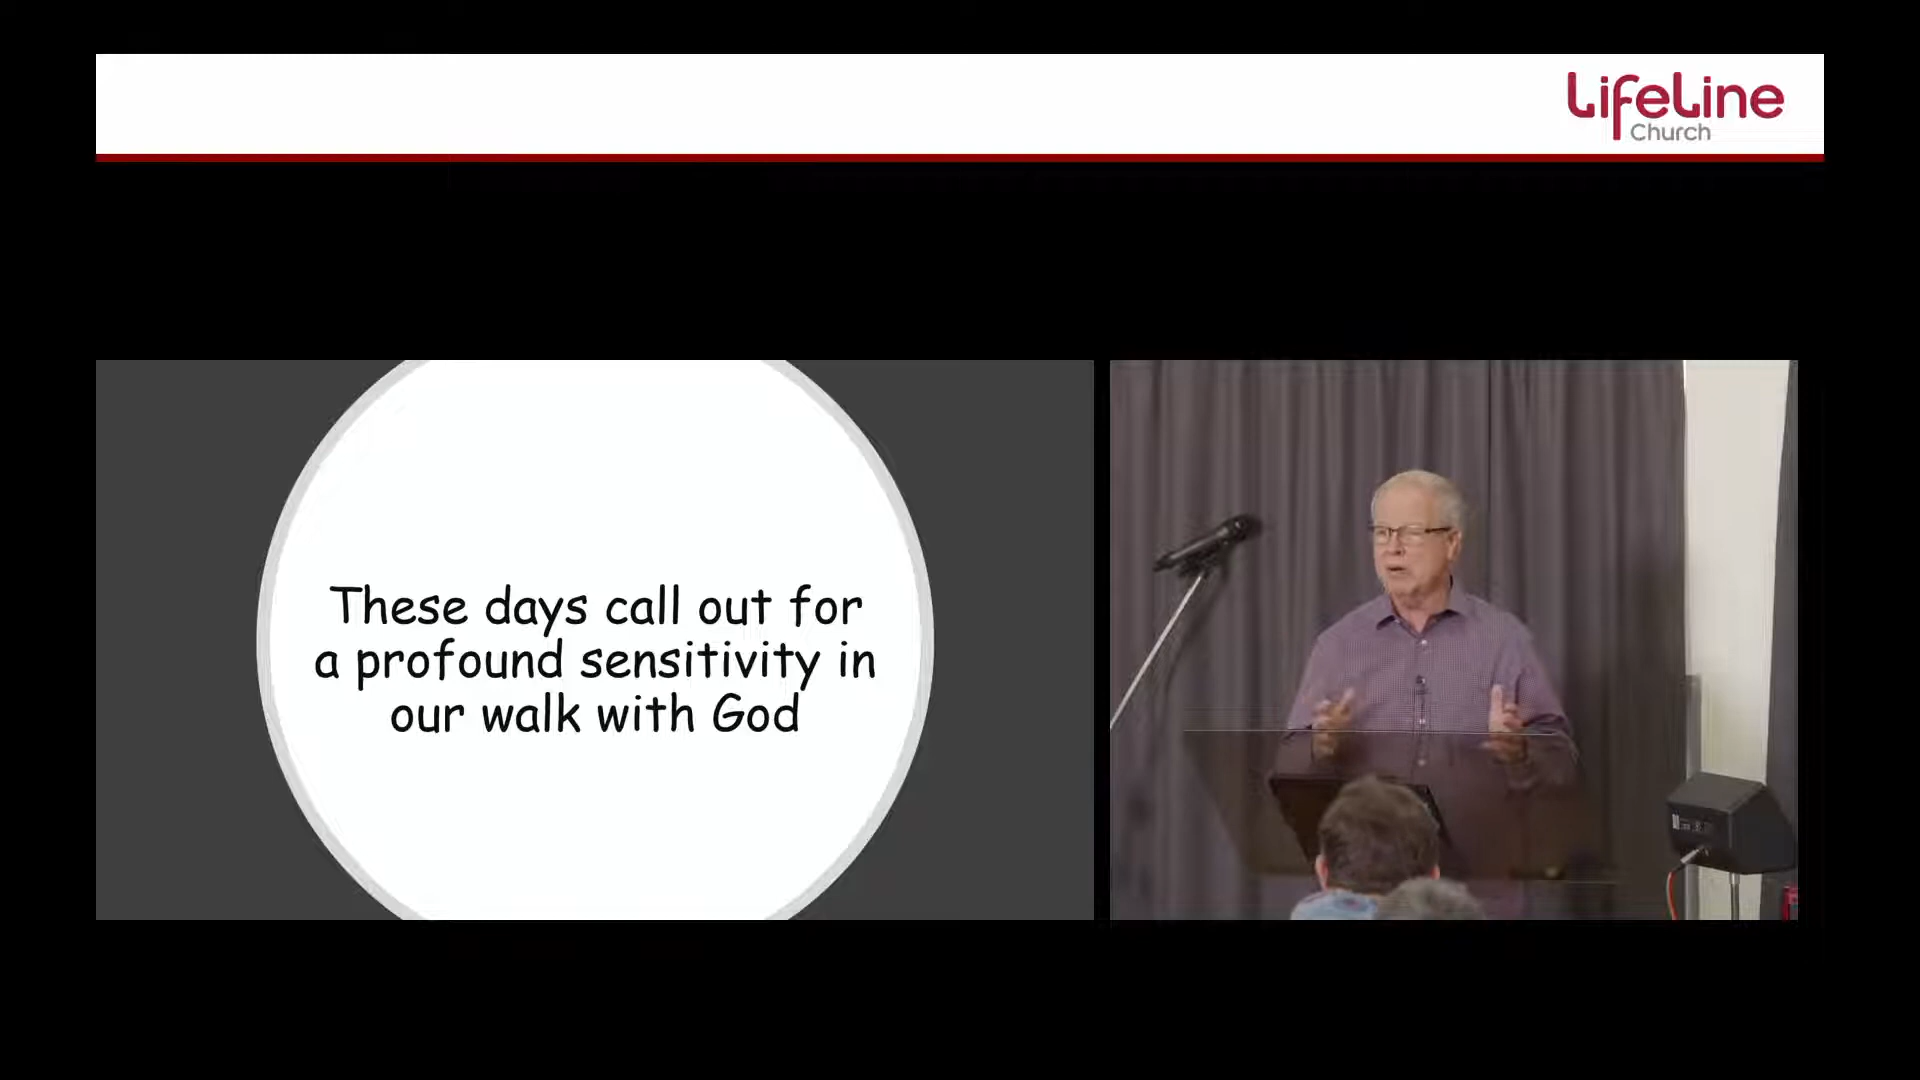 LifeLine
Church
These days call out for
a profound sensitivity in
our walk with God